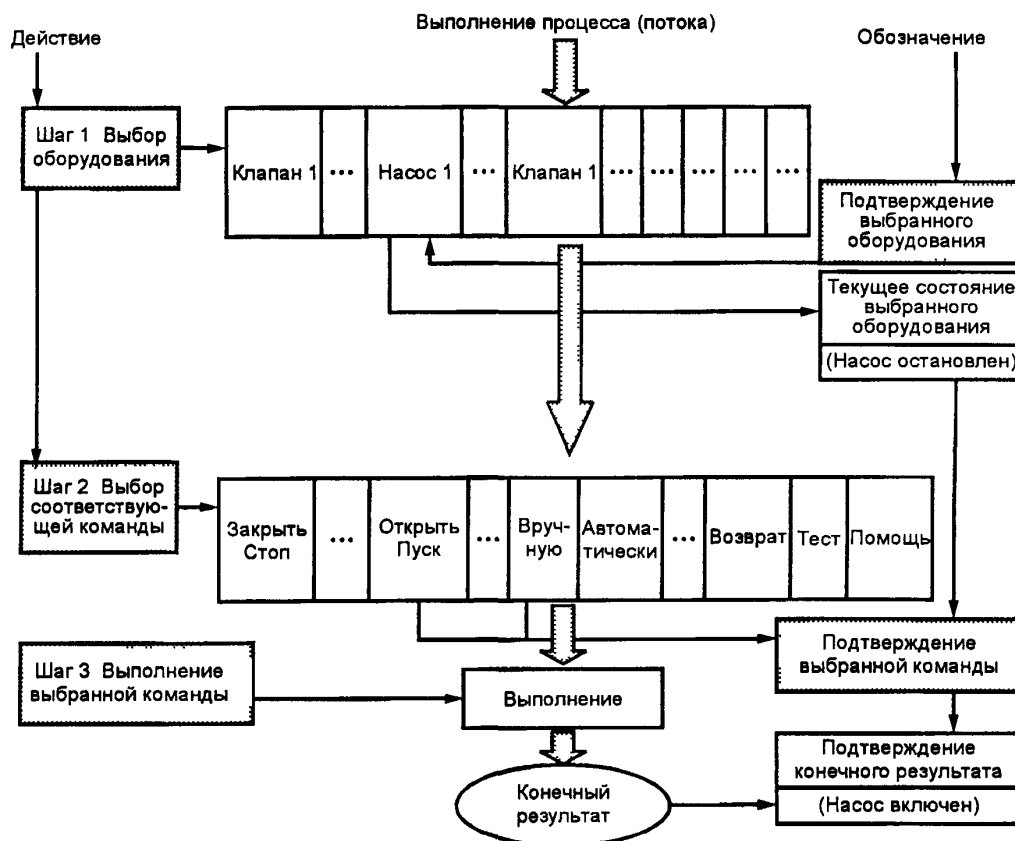 Выполнение процесса (потока)
Действие
Обозначение
Шаг 1 Выбор
оборудования
Клапан 1 ... Насос 1 ... Клапан 1 ... ... ... ... ...
Подтверждение
выбранного
оборудования
Текущее состояние
выбранного
оборудования
(Насос остановлен)
Шаг 2 Выбор
соответствую-
щей команды
Закрыть
Стоп
...
Открыть
Пуск
...
Вруч-
ную
Автома-
тически
...
Возврат
Тест
Помощь
Шаг 3 Выполнение
выбранной команды
Выполнение
Подтверждение
выбранной команды
Конечный
результат
Подтверждение
конечного результата
(Насос включен)